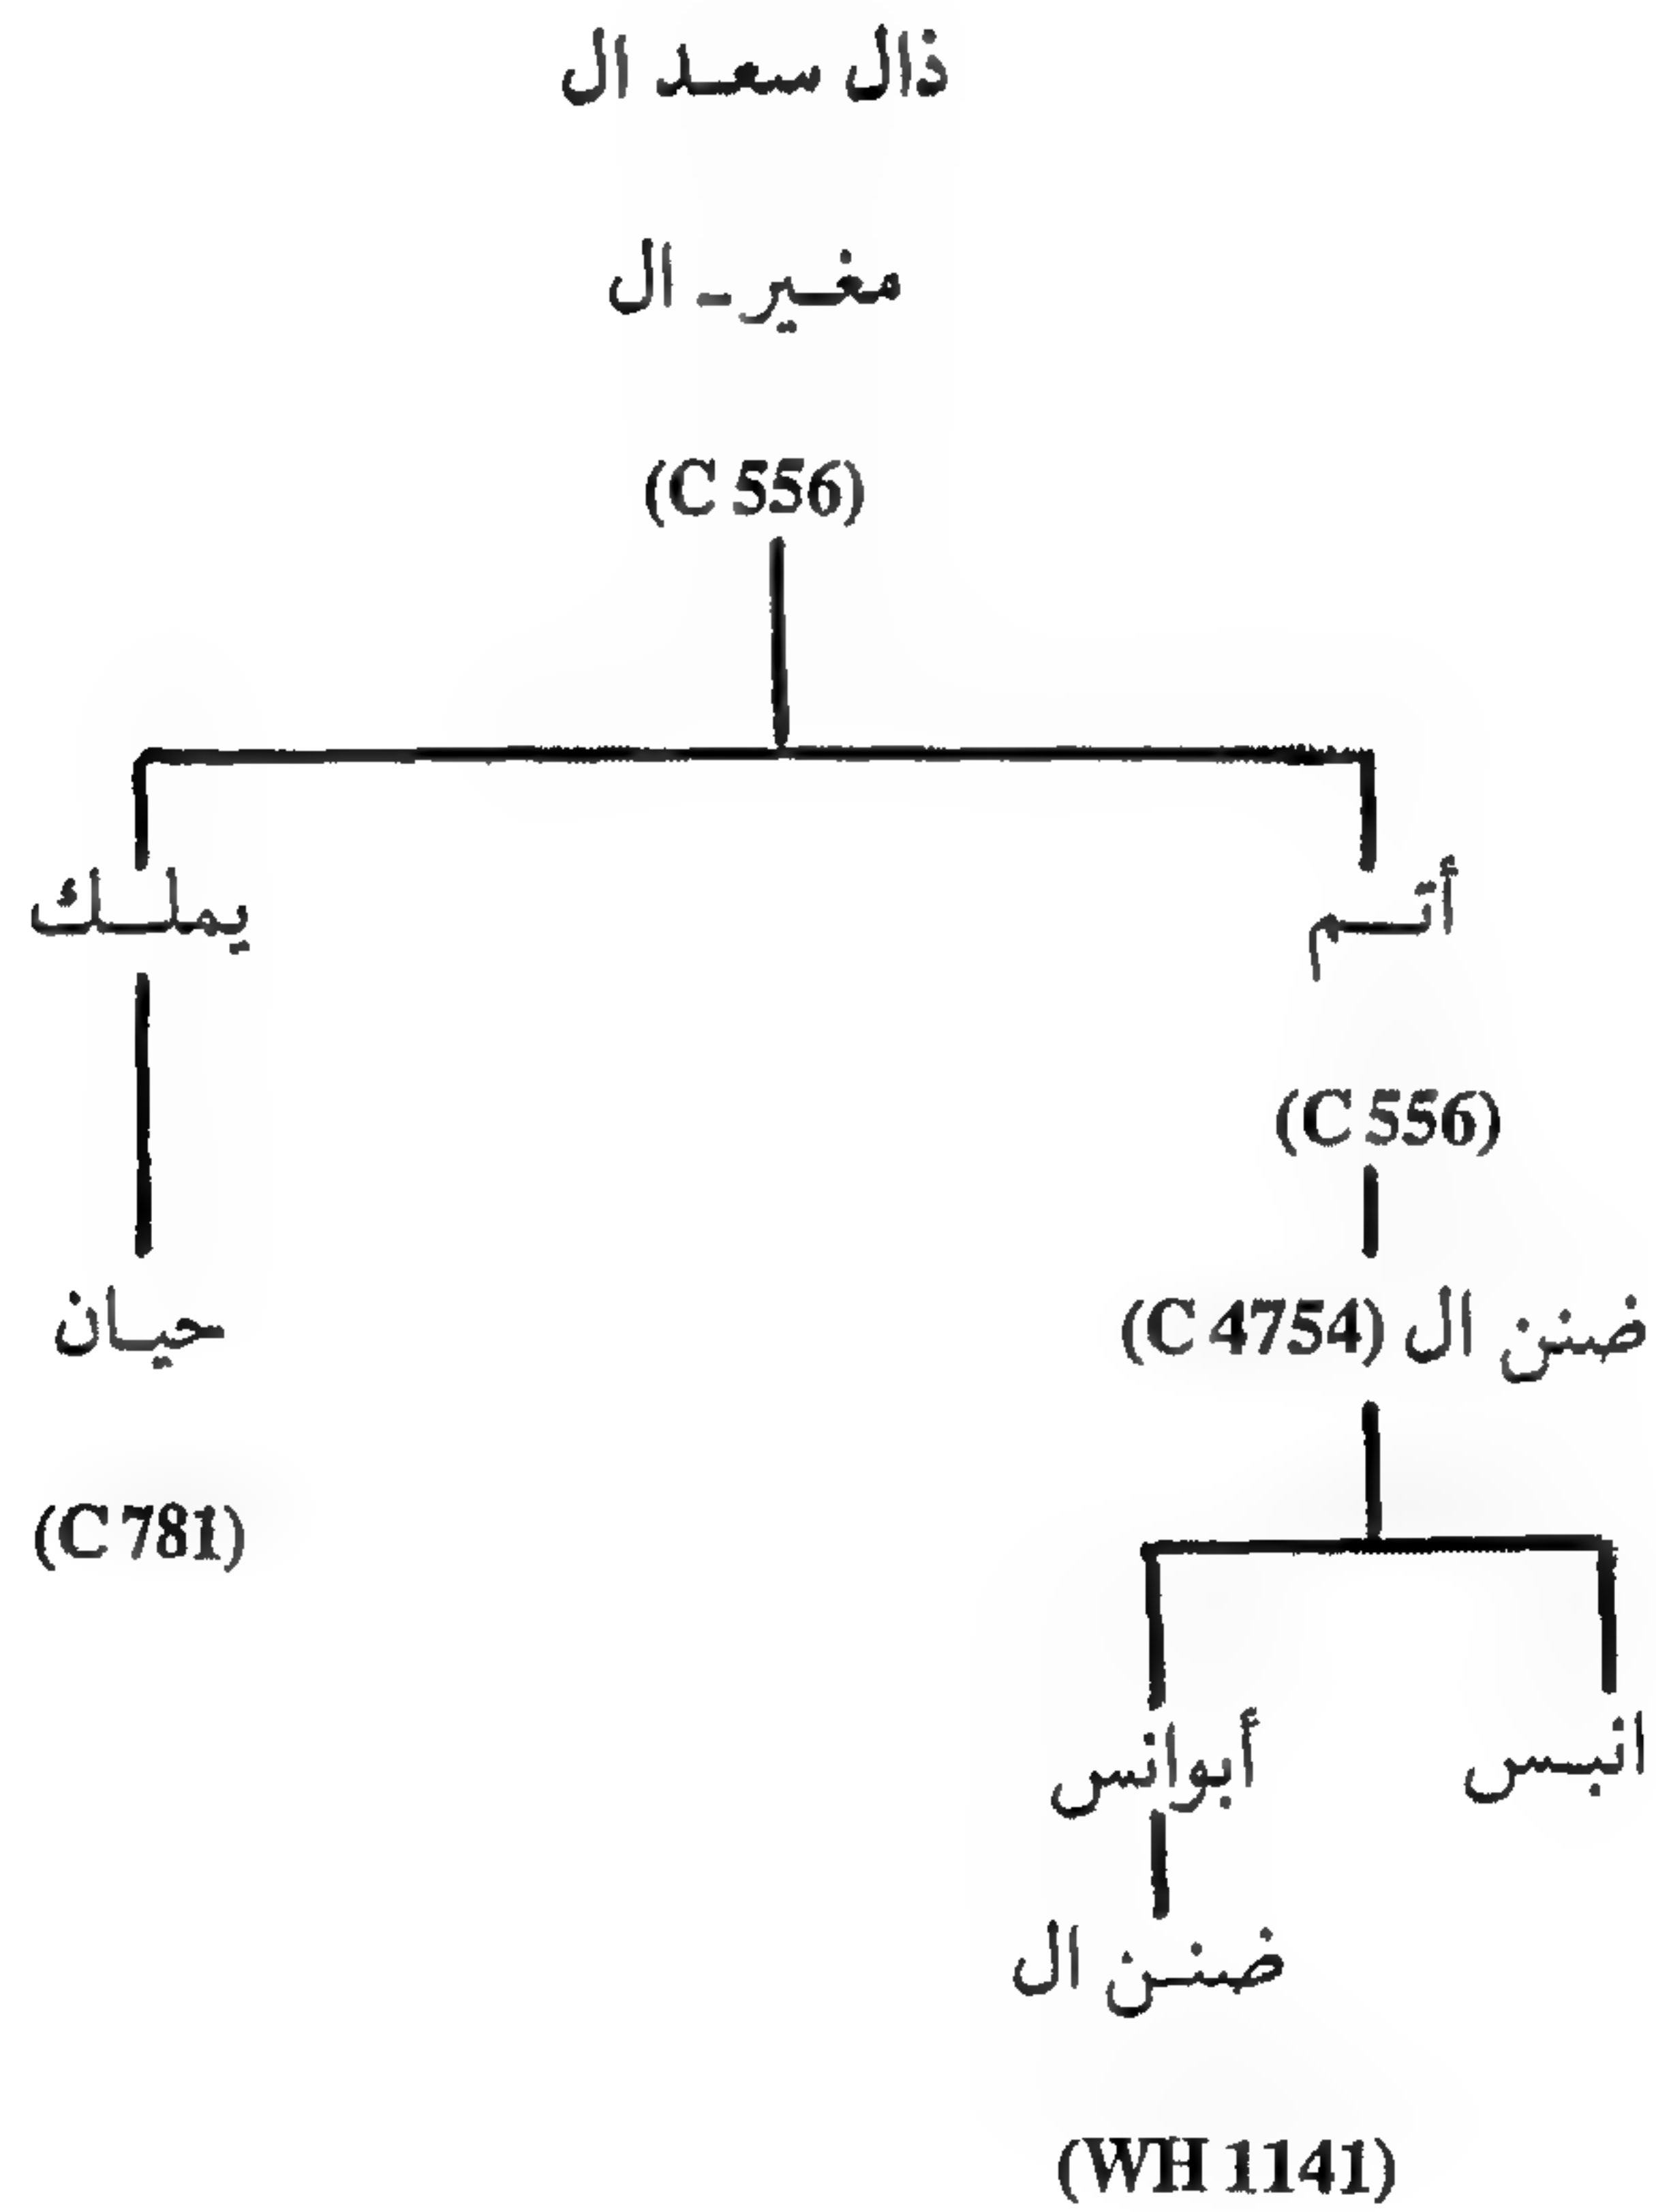 ذال سعد ال
مغير - ال
(C 556)
أتم
يملك
(C 556)
ضنن ال (C 4754)
حيان
(C 781)
انبس
أبوانس
ضنن ال
(WH 1141)